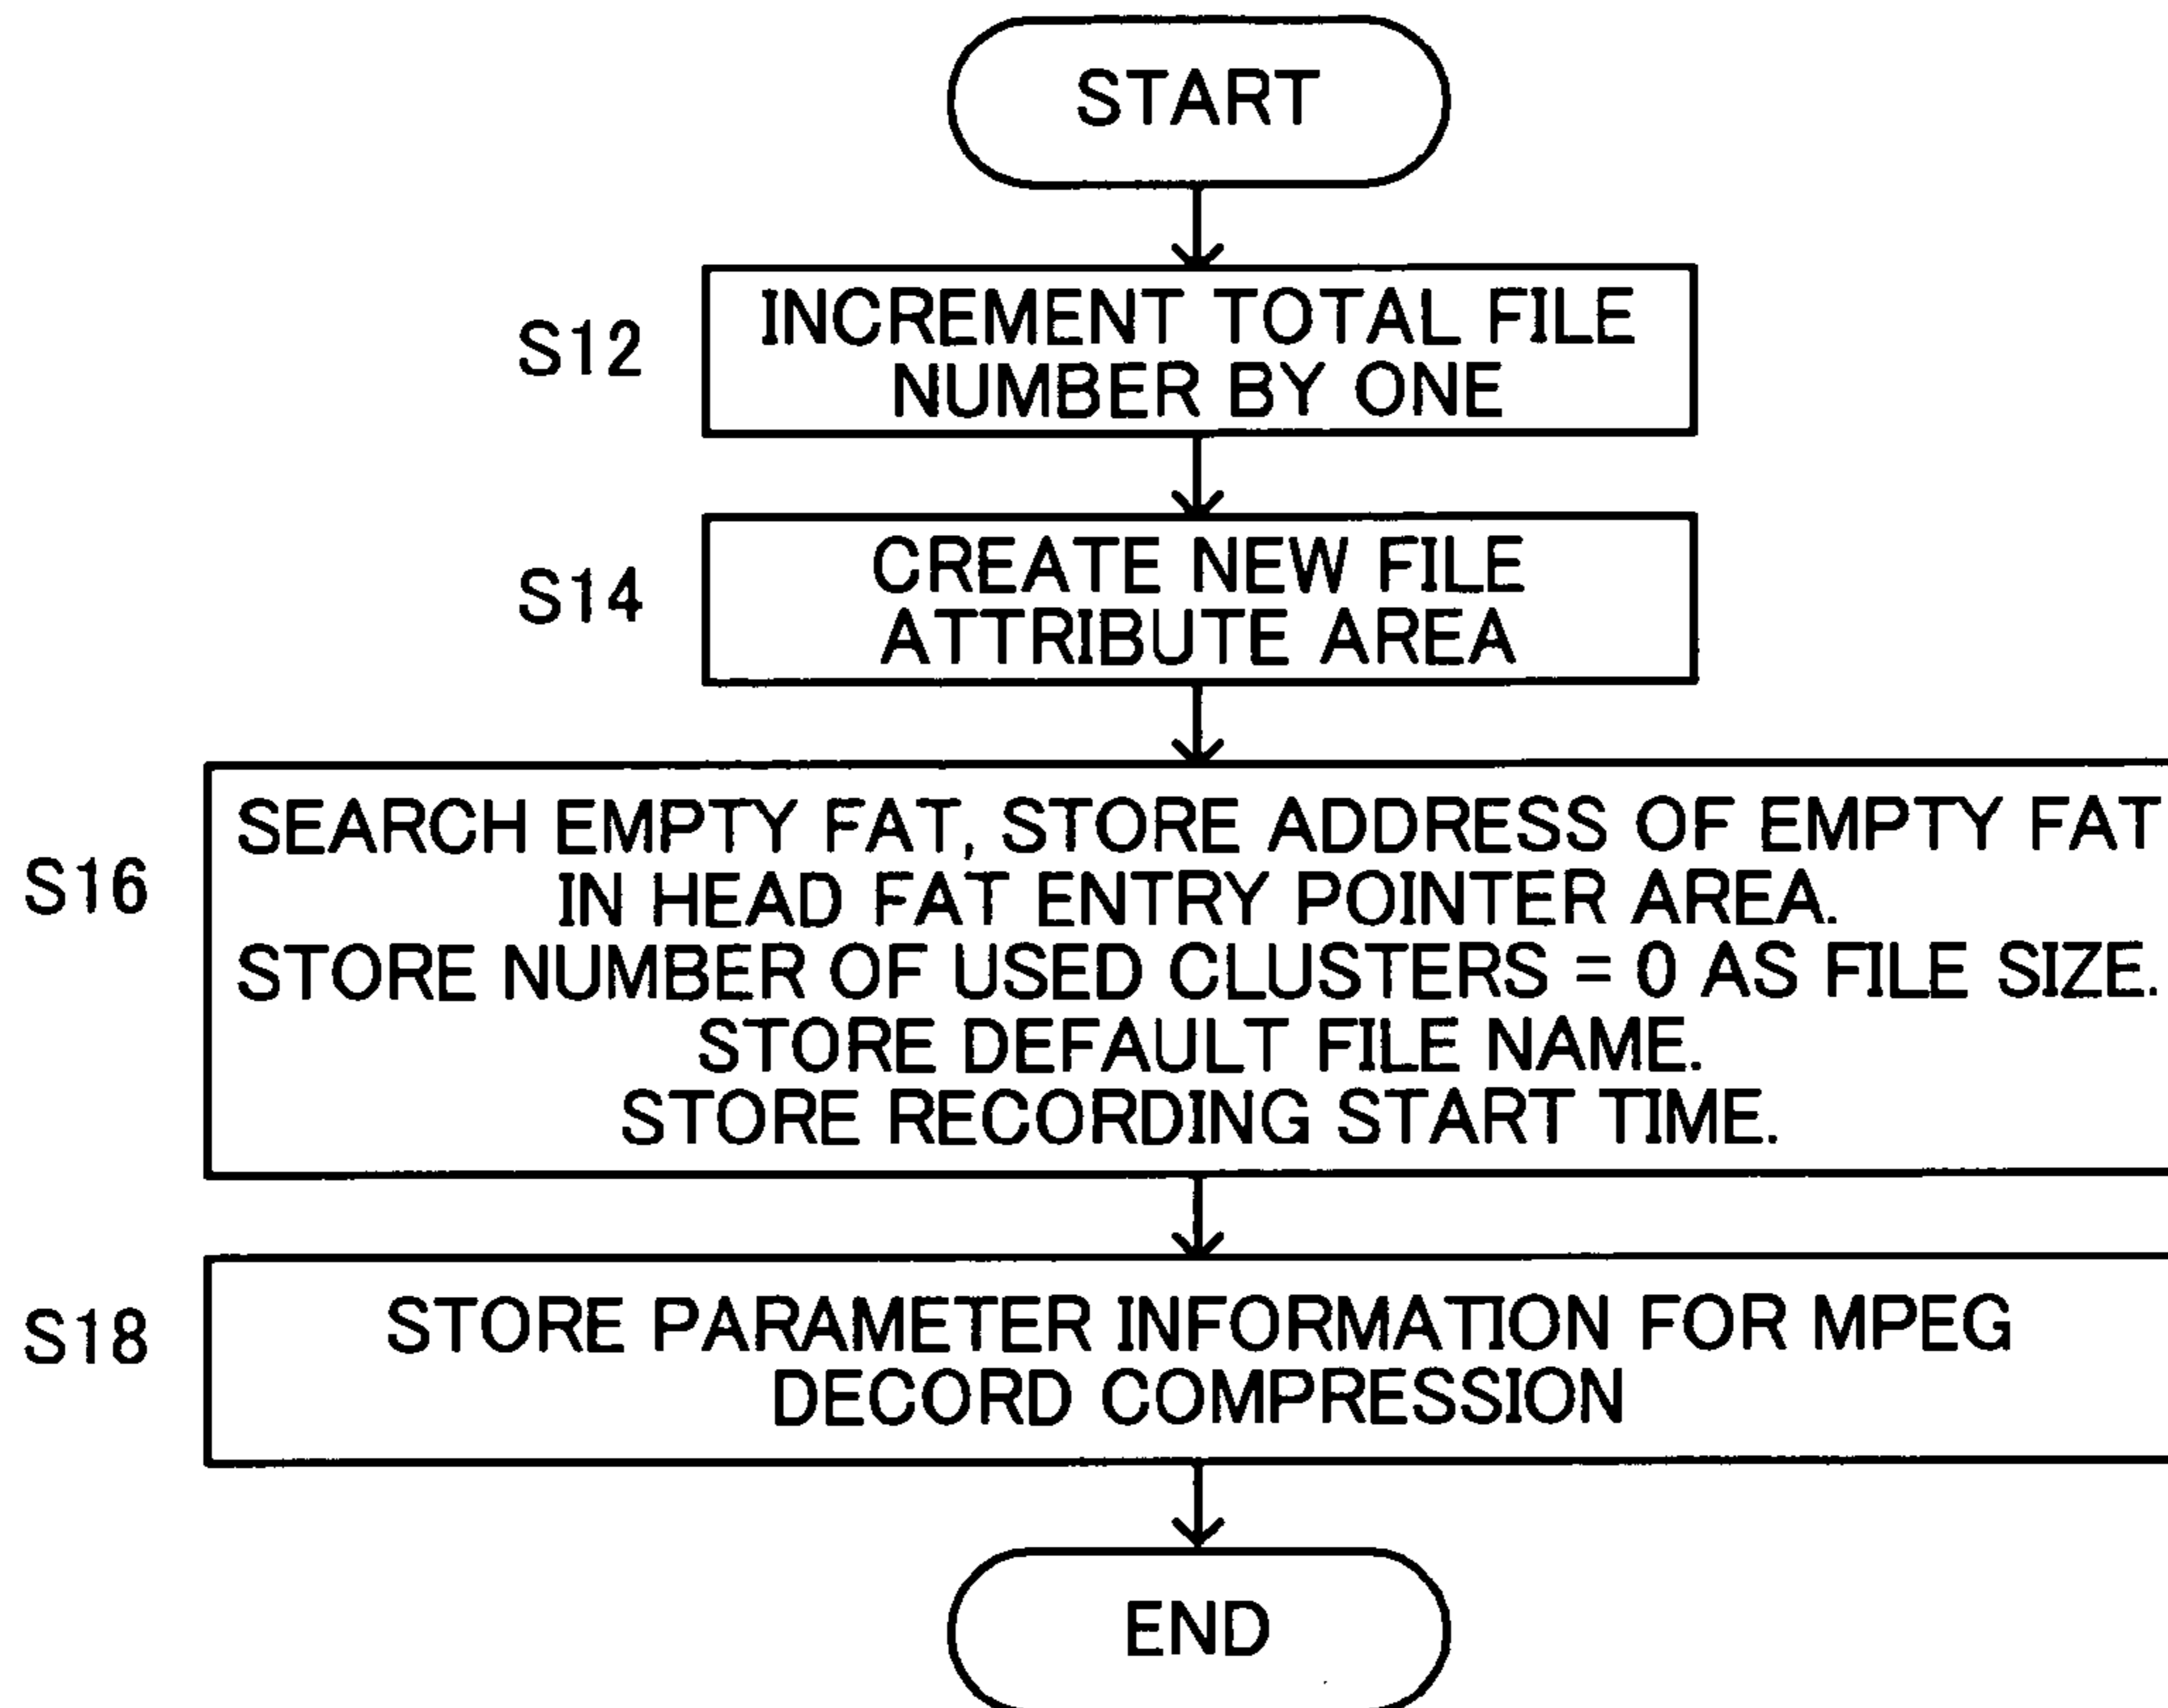 START
S12
INCREMENT TOTAL FILE
NUMBER BY ONE
S14
CREATE NEW FILE
ATTRIBUTE AREA
S16
SEARCH EMPTY FAT, STORE ADDRESS OF EMPTY FAT
IN HEAD FAT ENTRY POINTER AREA.
STORE NUMBER OF USED CLUSTERS = 0 AS FILE SIZE.
STORE DEFAULT FILE NAME.
STORE RECORDING START TIME.
S18
STORE PARAMETER INFORMATION FOR MPEG
DECORD COMPRESSION
END